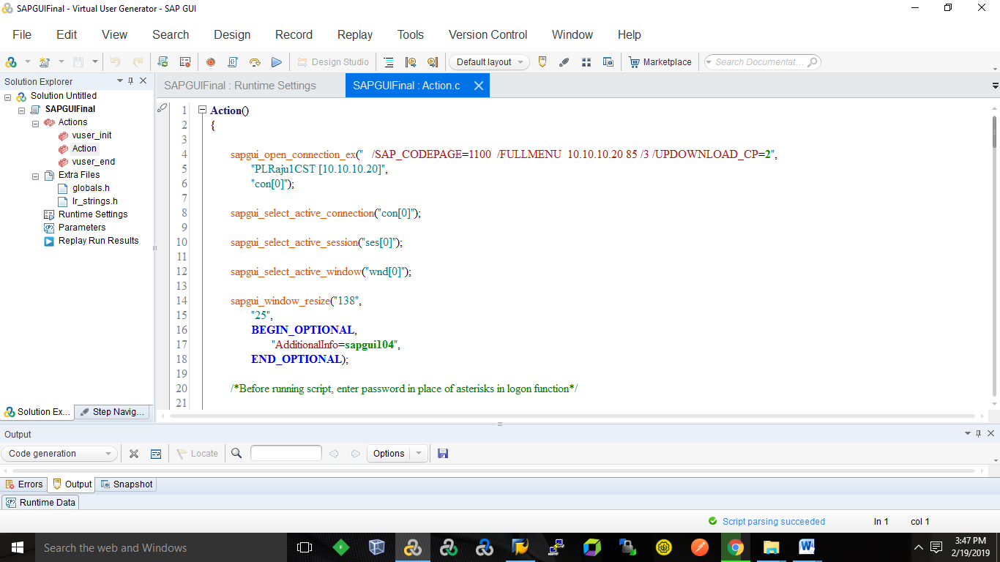 SAPGUIFinal - Virtual User Generator - SAP GUI
File Edit View Search Design Record Replay Tools Version Control Window Help
Design Studio Default layout Marketplace Search Documentat...
Solution Explorer
Solution Untitled
SAPGUIFinal
Actions
vuser_init
Action
vuser_end
Extra Files
globals.h
lr_strings.h
Runtime Settings
Parameters
Replay Run Results
Solution Ex... Step Navig...
SAPGUIFinal : Runtime Settings SAPGUIFinal : Action.c
1 Action()
2 {
3
4 sapgui_open_connection_ex(" /SAP_CODEPAGE=1100 /FULLMENU 10.10.10.20 85 /3 /UPDOWNLOAD_CP=2",
5 "PLRaju1CST [10.10.10.20]",
6 "con[0]");
7
8 sapgui_select_active_connection("con[0]");
9
10 sapgui_select_active_session("ses[0]");
11
12 sapgui_select_active_window("wnd[0]");
13
14 sapgui_window_resize("138",
15 "25",
16 BEGIN_OPTIONAL,
17 "AdditionalInfo=sapgui104",
18 END_OPTIONAL);
19
20 /*Before running script, enter password in place of asterisks in logon function*/
21
Output
Code generation Locate Options
Errors Output Snapshot
Runtime Data
Script parsing succeeded ln 1 col 1
Search the web and Windows
3:47 PM
2/19/2019